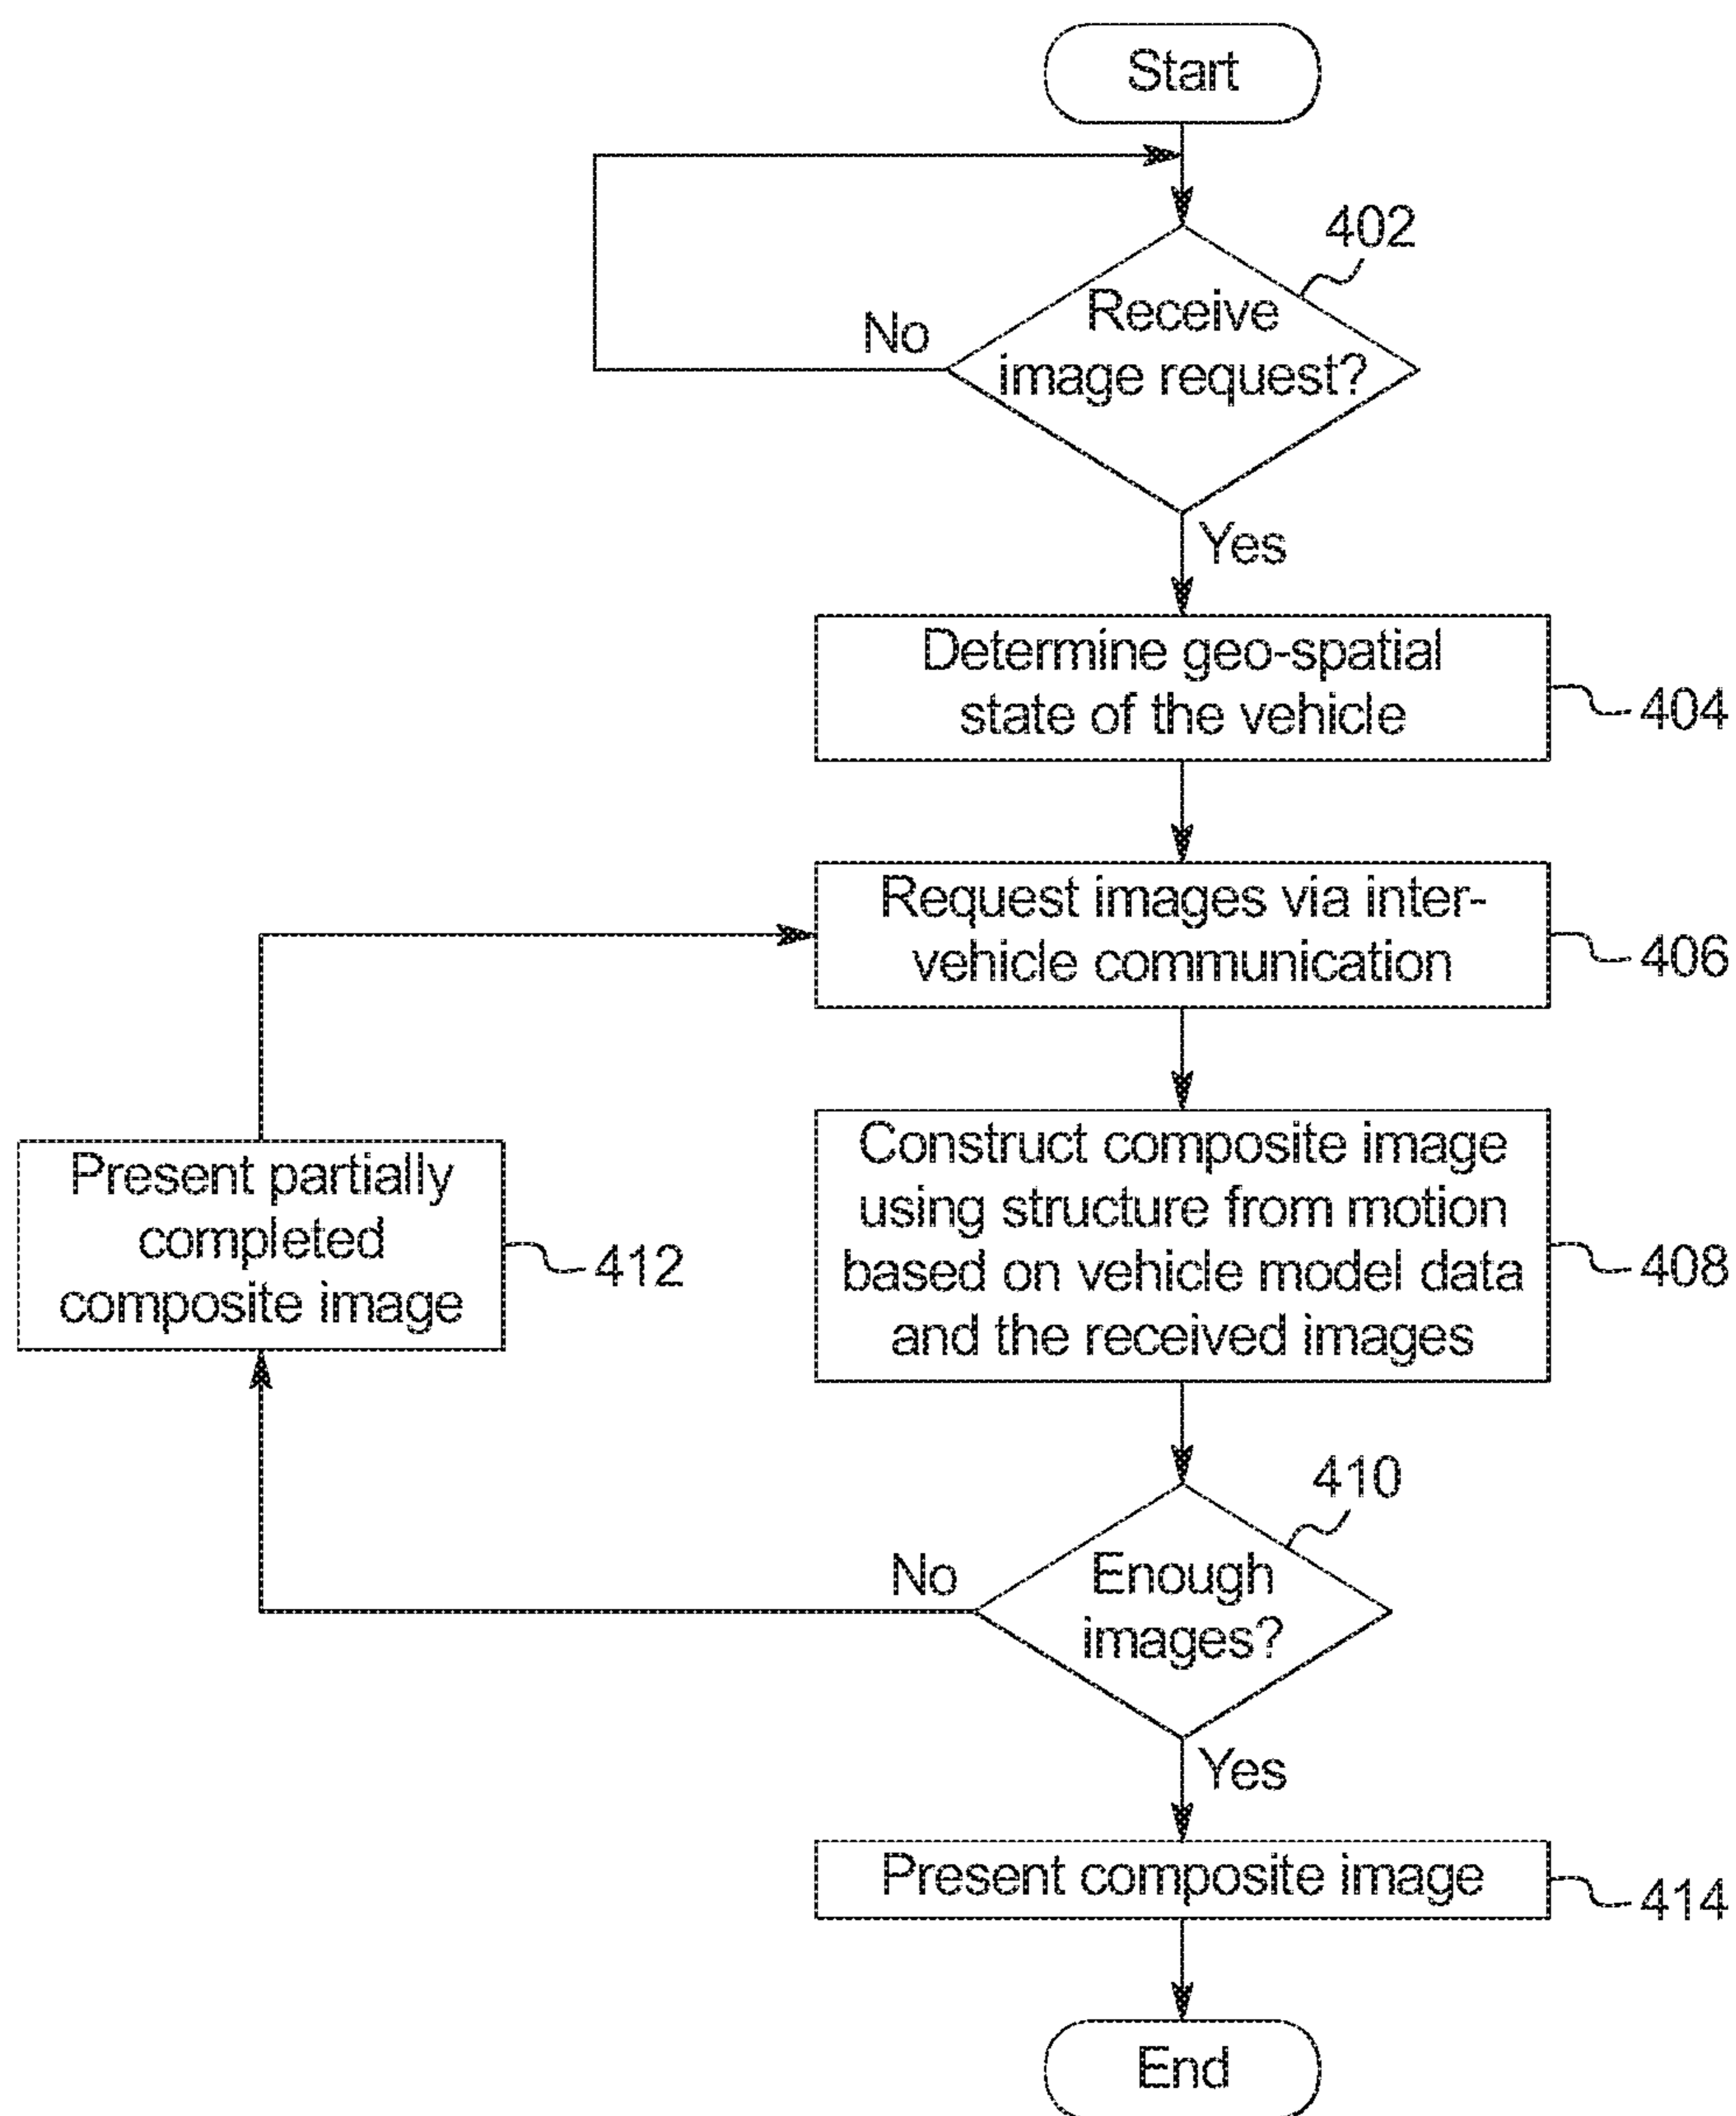 Start
402
Receive
image request?
No
Yes
Determine geo-spatial
state of the vehicle
404
Request images via inter-
vehicle communication
406
Construct composite image
using structure from motion
based on vehicle model data
and the received images
408
Present partially
completed
composite image
412
410
Enough
images?
No
Yes
Present composite image
414
End